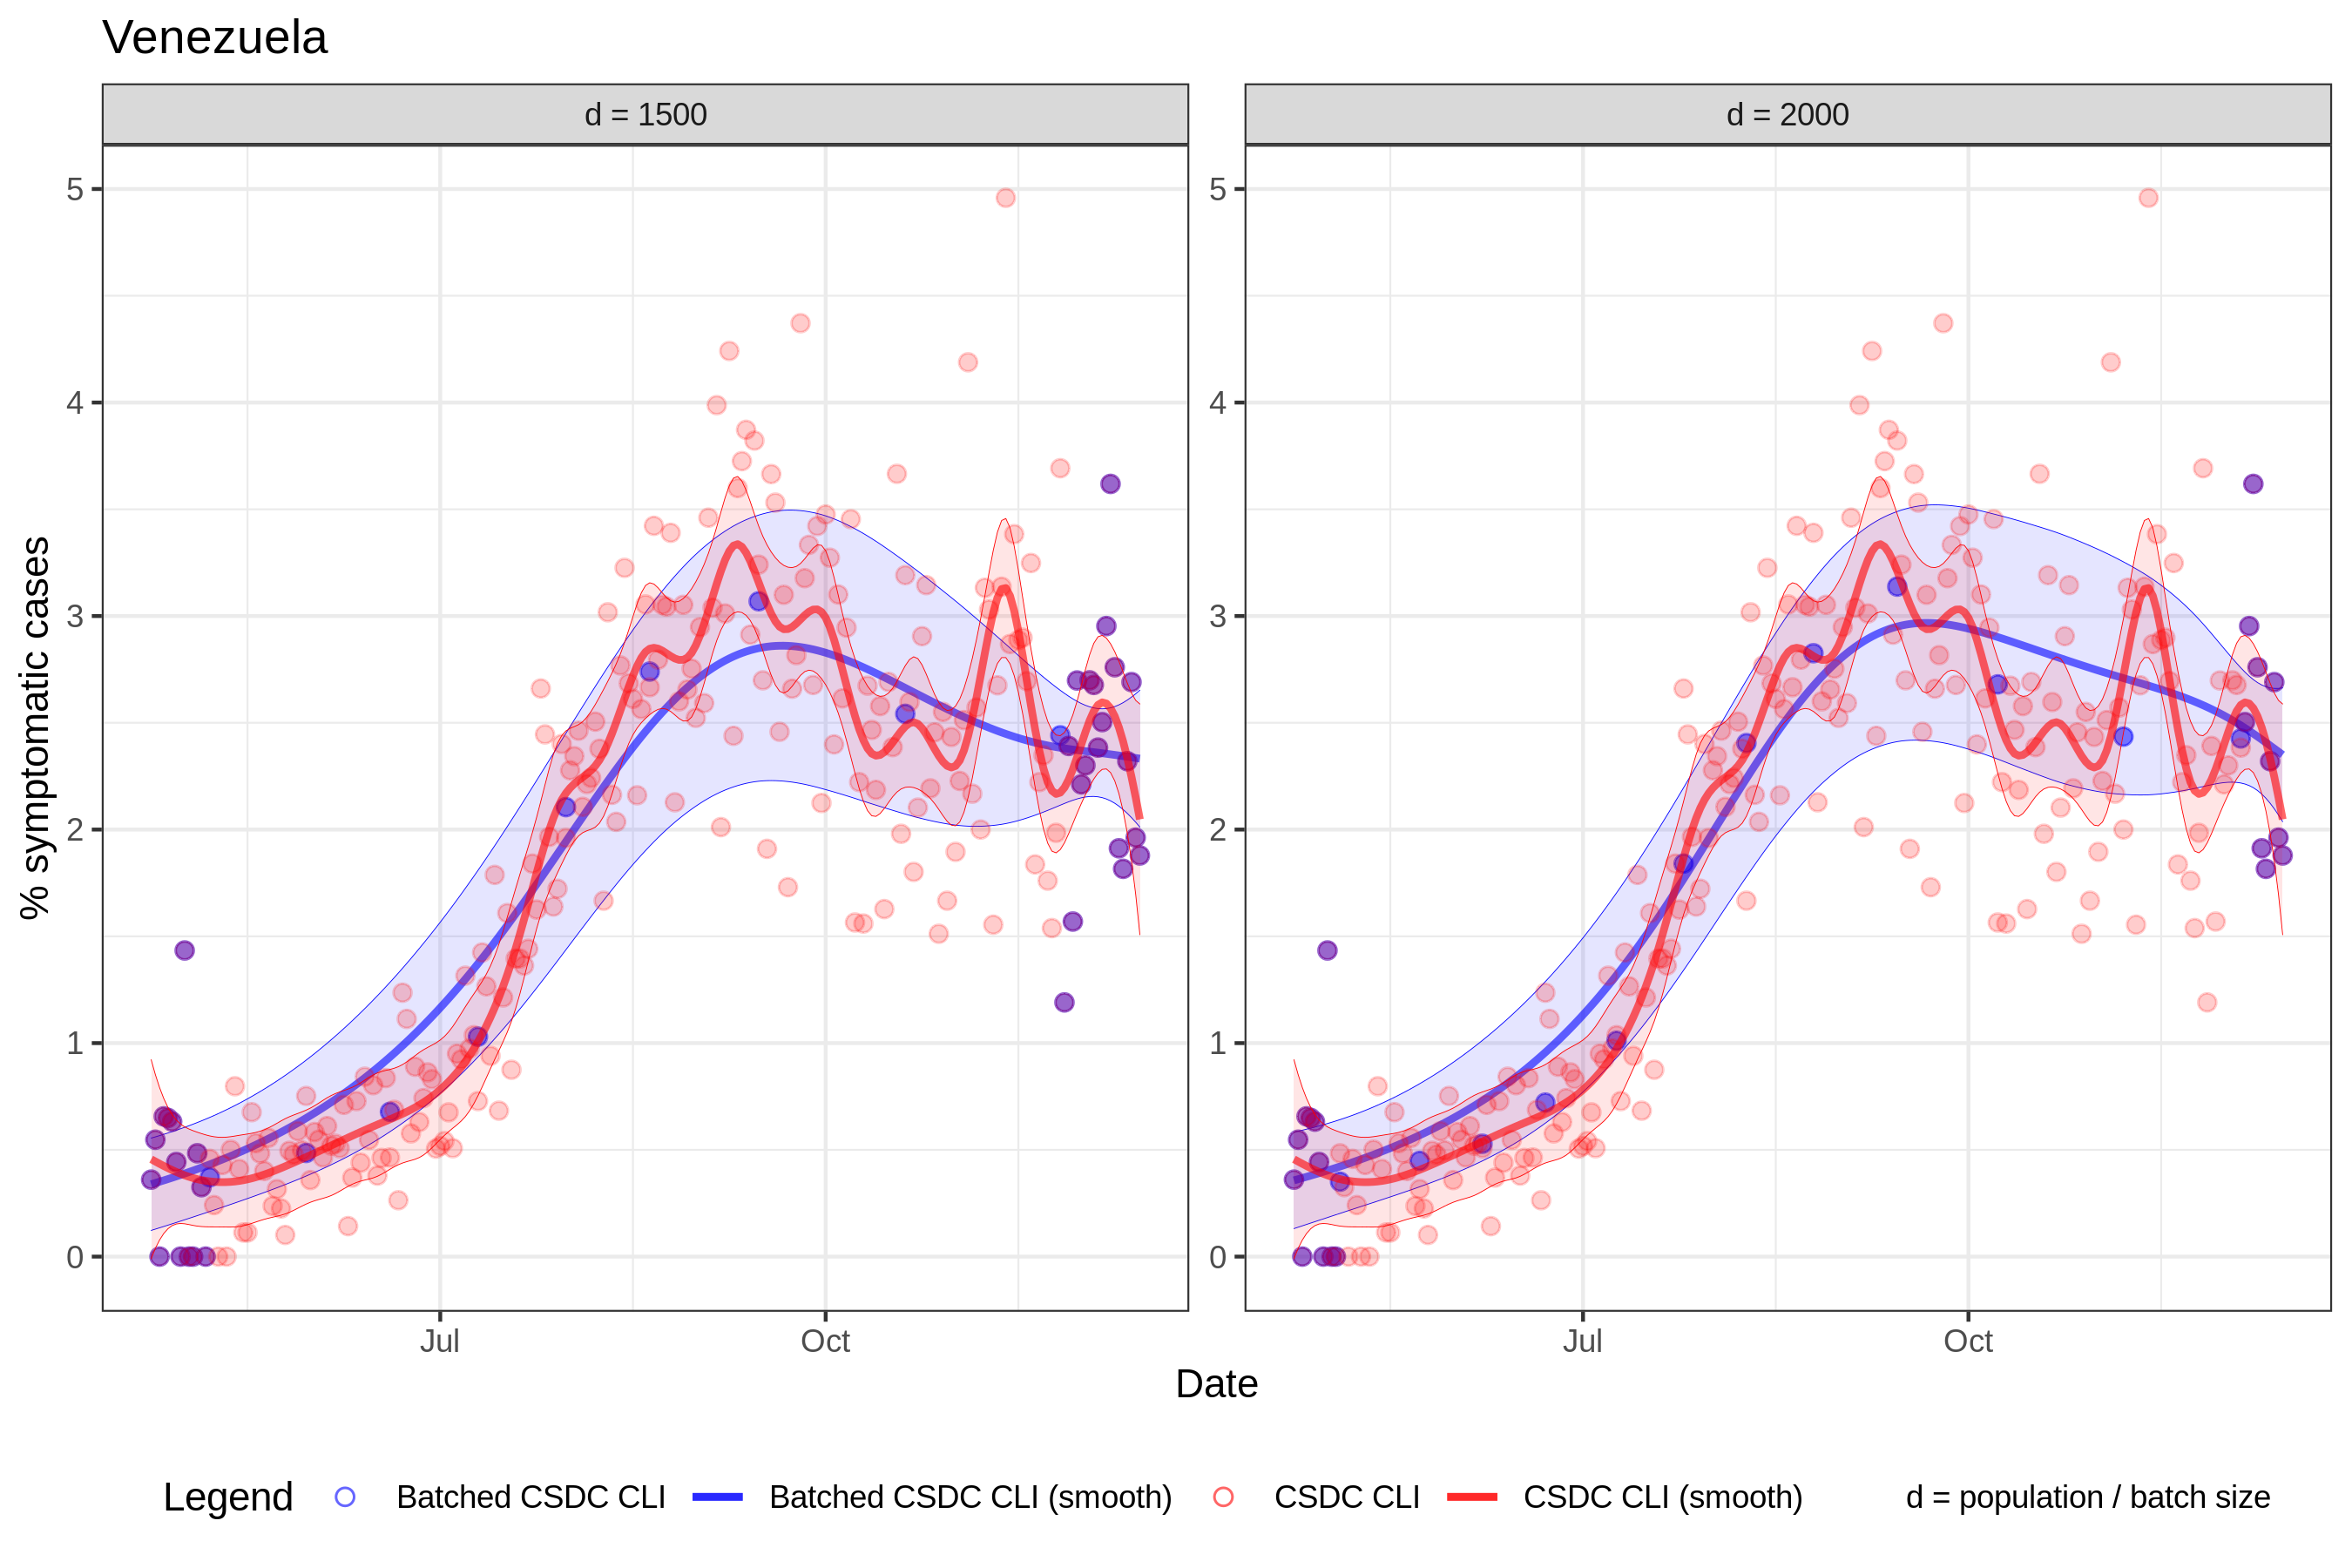 Venezuela
d = 1500
d = 2000
% symptomatic cases
5
4
3
2
1
0
5
4
3
2
1
0
Jul
Oct
Jul
Oct
Date
Legend
Batched CSDC CLI
Batched CSDC CLI (smooth)
CSDC CLI
CSDC CLI (smooth)
d = population / batch size